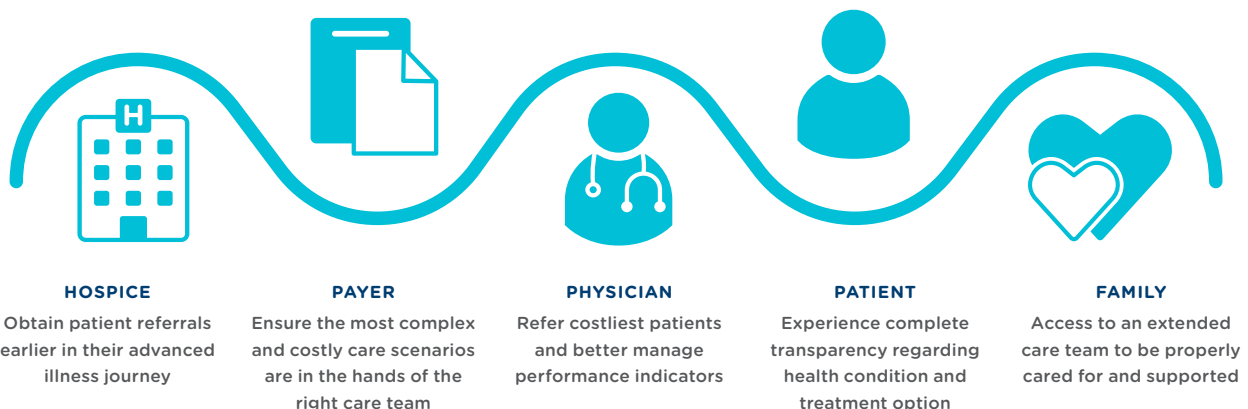 H
HOSPICE
Obtain patient referrals
earlier in their advanced
illness journey
PAYER
Ensure the most complex
and costly care scenarios
are in the hands of the
right care team
PHYSICIAN
Refer costliest patients
and better manage
performance indicators
PATIENT
Experience complete
transparency regarding
health condition and
treatment option
FAMILY
Access to an extended
care team to be properly
cared for and supported